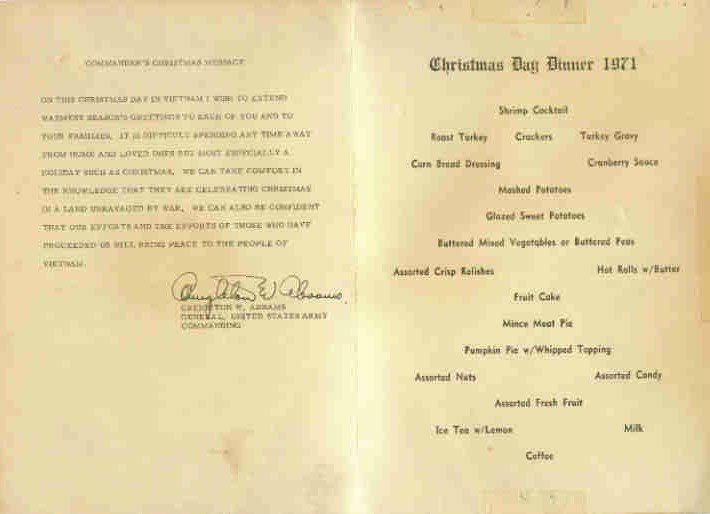 COMMANDER'S CHRISTMAS MESSAGE
ON THIS CHRISTMAS DAY IN VIETNAM I WISH TO EXTEND
WARMEST SEASON'S GREETINGS TO EACH OF YOU AND TO
YOUR FAMILIES. IT IS DIFFICULT SPENDING ANY TIME AWAY
FROM HOME AND LOVED ONES BUT MOST ESPECIALLY A
HOLIDAY SUCH AS CHRISTMAS. WE CAN TAKE COMFORT IN
THE KNOWLEDGE THAT THEY ARE CELEBRATING CHRISTMAS
IN A LAND UNRAVAGED BY WAR. WE CAN ALSO BE CONFIDENT
THAT OUR EFFORTS AND THE EFFORTS OF THOSE WHO HAVE
PROCEEDED US WILL BRING PEACE TO THE PEOPLE OF
VIETNAM.
Creighton W Abrams
CREIGHTON W. ABRAMS
GENERAL, UNITED STATES ARMY
COMMANDING
Christmas Day Dinner 1971
Shrimp Cocktail
Roast Turkey Crackers Turkey Gravy
Corn Bread Dressing Cranberry Sauce
Mashed Potatoes
Glazed Sweet Potatoes
Buttered Mixed Vegetables or Buttered Peas
Assorted Crisp Relishes Hot Rolls w/Butter
Fruit Cake
Mince Meat Pie
Pumpkin Pie w/Whipped Topping
Assorted Nuts Assorted Candy
Assorted Fresh Fruit
Ice Tea w/Lemon Milk
Coffee